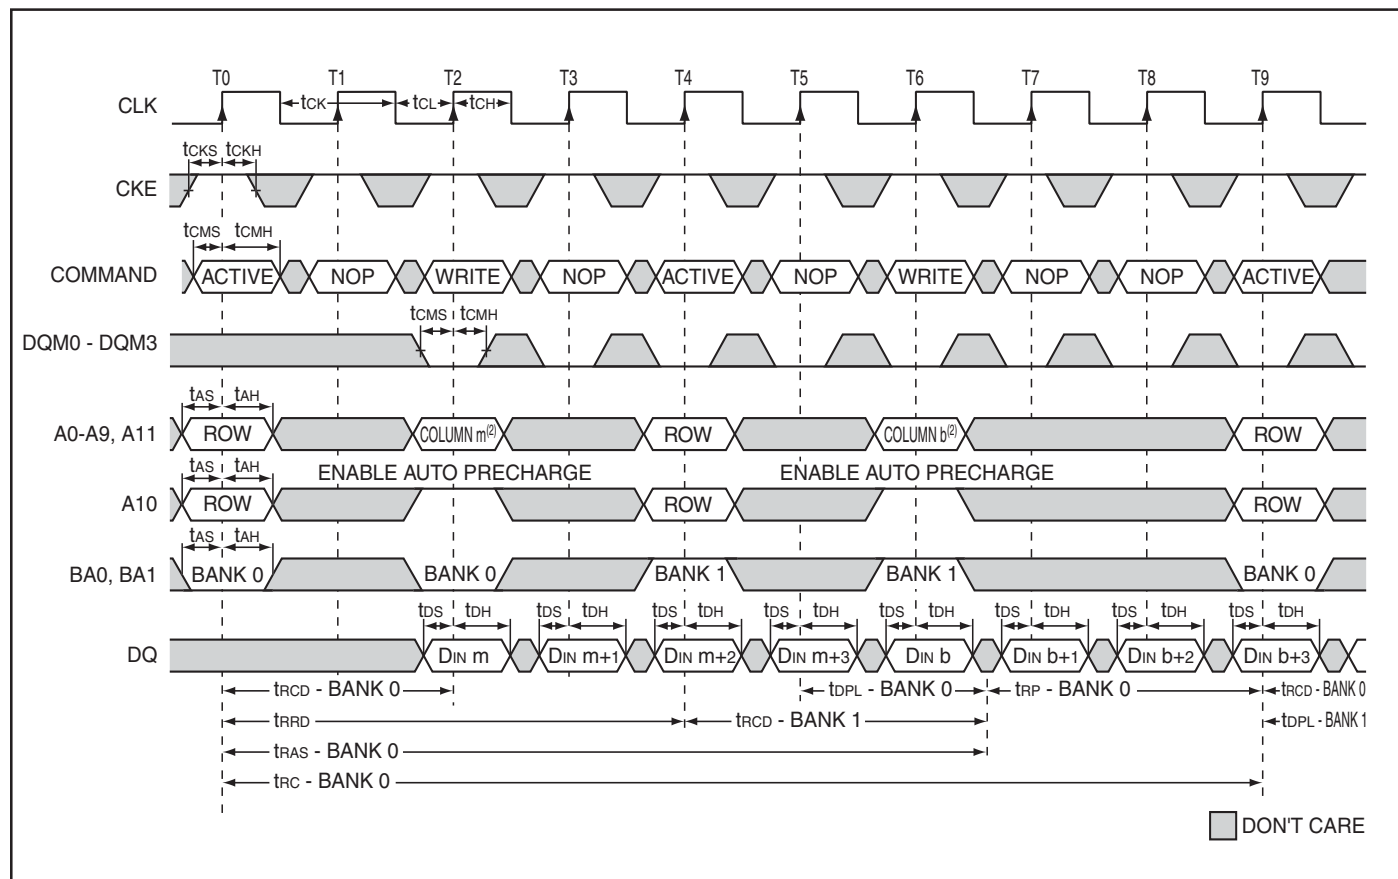 T0 T1 T2 T3 T4 T5 T6 T7 T8 T9
CLK tCK tCL tCH
tCKS tCKH
CKE
tCMS tCMH
COMMAND ACTIVE NOP WRITE NOP ACTIVE NOP WRITE NOP NOP ACTIVE
tCMS tCMH
DQM0 - DQM3
tAS tAH
A0-A9, A11 ROW COLUMN m(2) ROW COLUMN b(2) ROW
tAS tAH ENABLE AUTO PRECHARGE ENABLE AUTO PRECHARGE
A10 ROW ROW ROW
tAS tAH
BA0, BA1 BANK 0 BANK 0 BANK 1 BANK 1 BANK 0
tDS tDH tDS tDH tDS tDH tDS tDH tDS tDH tDS tDH tDS tDH tDS tDH
DQ DIN m DIN m+1 DIN m+2 DIN m+3 DIN b DIN b+1 DIN b+2 DIN b+3
tRCD - BANK 0 tDPL - BANK 0 tRP - BANK 0 tRCD - BANK 0
tRRD tRCD - BANK 1 tDPL - BANK 1
tRAS - BANK 0
tRC - BANK 0
DON'T CARE